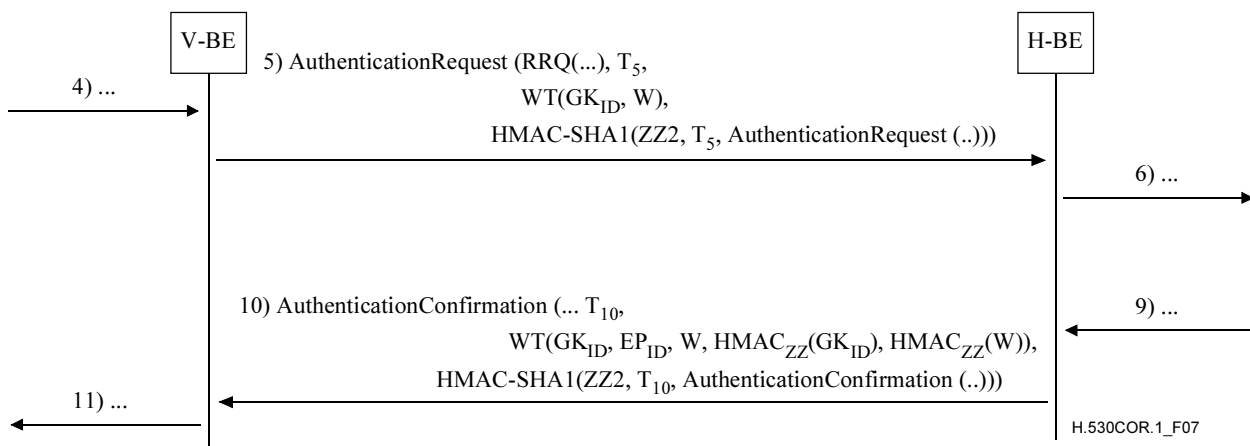 V-BE
H-BE
5) AuthenticationRequest (RRQ(...), T5,
4) ...
WT(GKID, W),
HMAC-SHA1(ZZ2, T5, AuthenticationRequest (..)))
6) ...
10) AuthenticationConfirmation (... T10,
9) ...
WT(GKID, EPID, W, HMACZZ(GKID), HMACZZ(W)),
HMAC-SHA1(ZZ2, T10, AuthenticationConfirmation (..)))
11) ...
H.530COR.1_F07